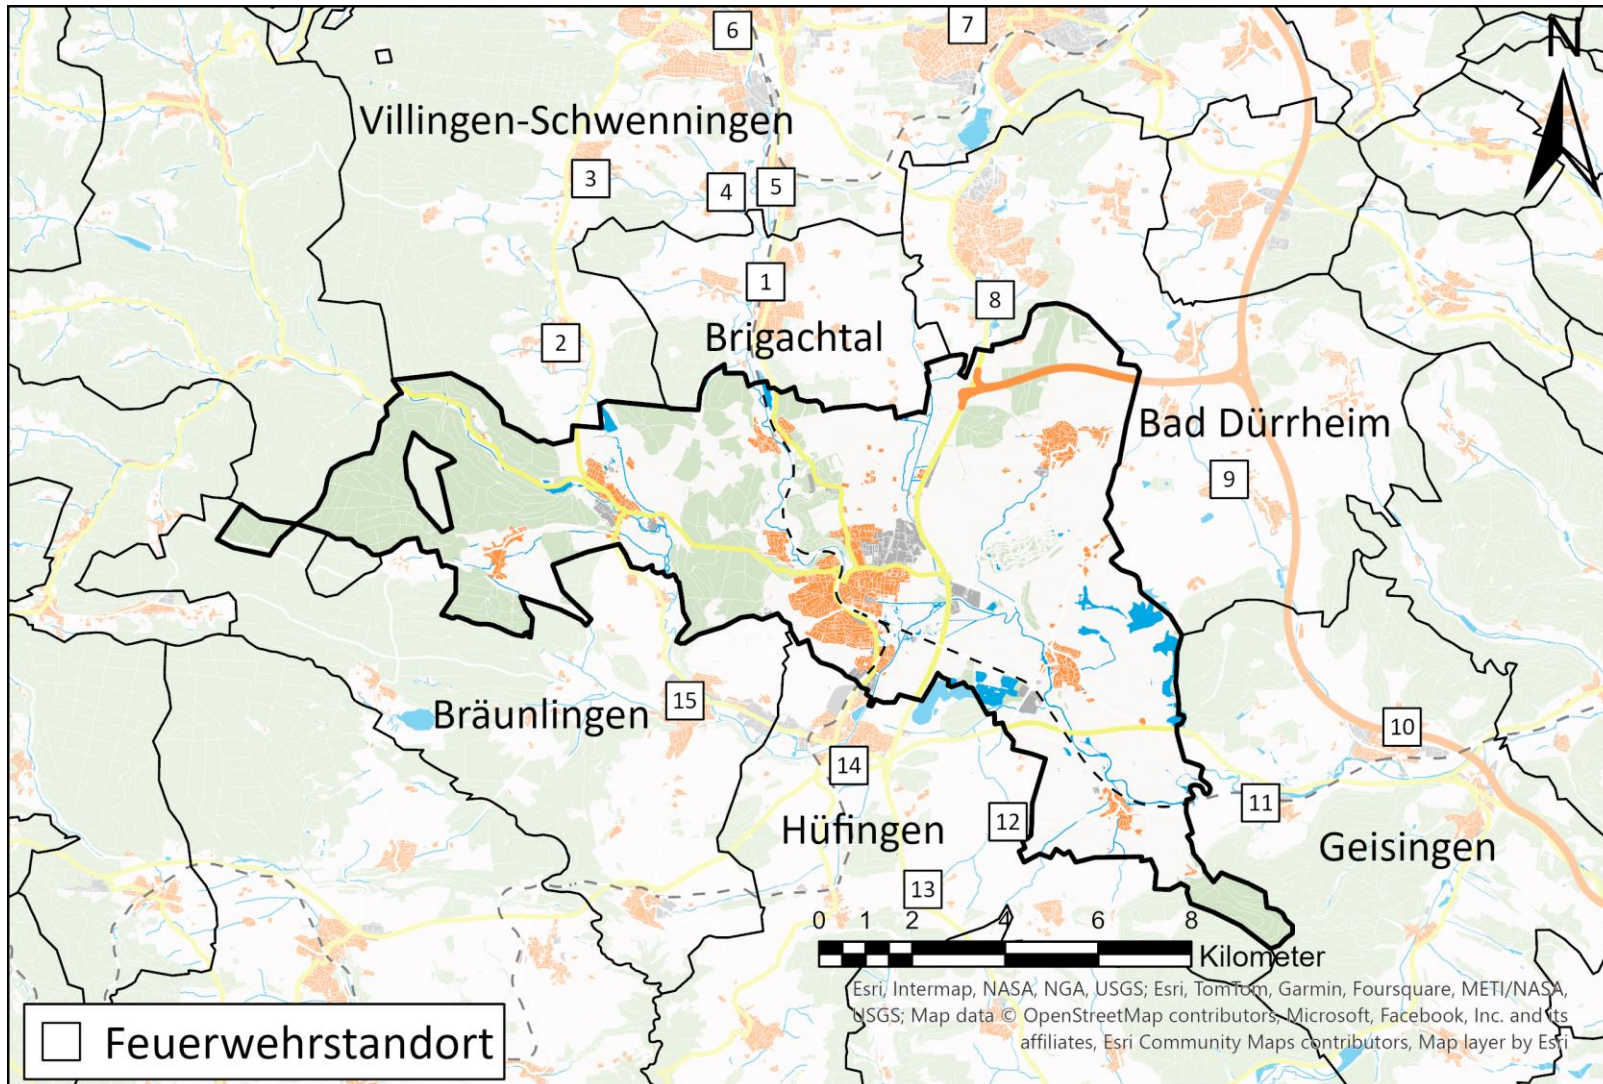 6
7
N
Villingen-Schwenningen
3
4
5
1
8
2
Brigachtal
Bad Dürrheim
9
15
Bräunlingen
10
14
11
12
Hüfingen
Geisingen
13
0 1 2 4 6 8
Kilometer
Esri, Intermap, NASA, NGA, USGS; Esri, TomTom, Garmin, Foursquare, METI/NASA,
USGS; Map data © OpenStreetMap contributors, Microsoft, Facebook, Inc. and its
affiliates, Esri Community Maps contributors, Map layer by Esri
Feuerwehrstandort